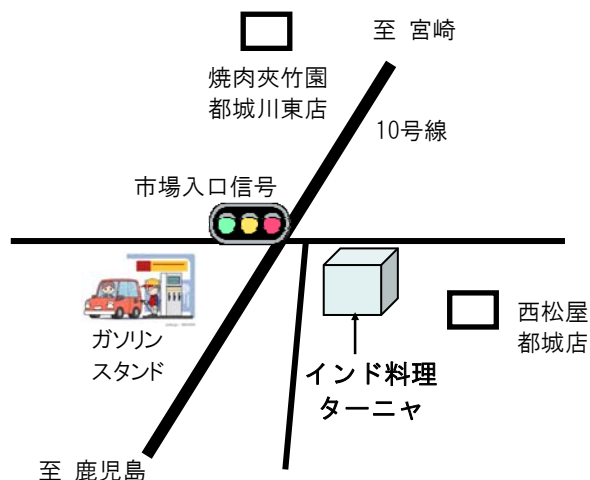 至 宮崎
焼肉夾竹園
都城川東店
10号線
市場入口信号
ガソリン
スタンド
西松屋
都城店
インド料理
ターニャ
至 鹿児島